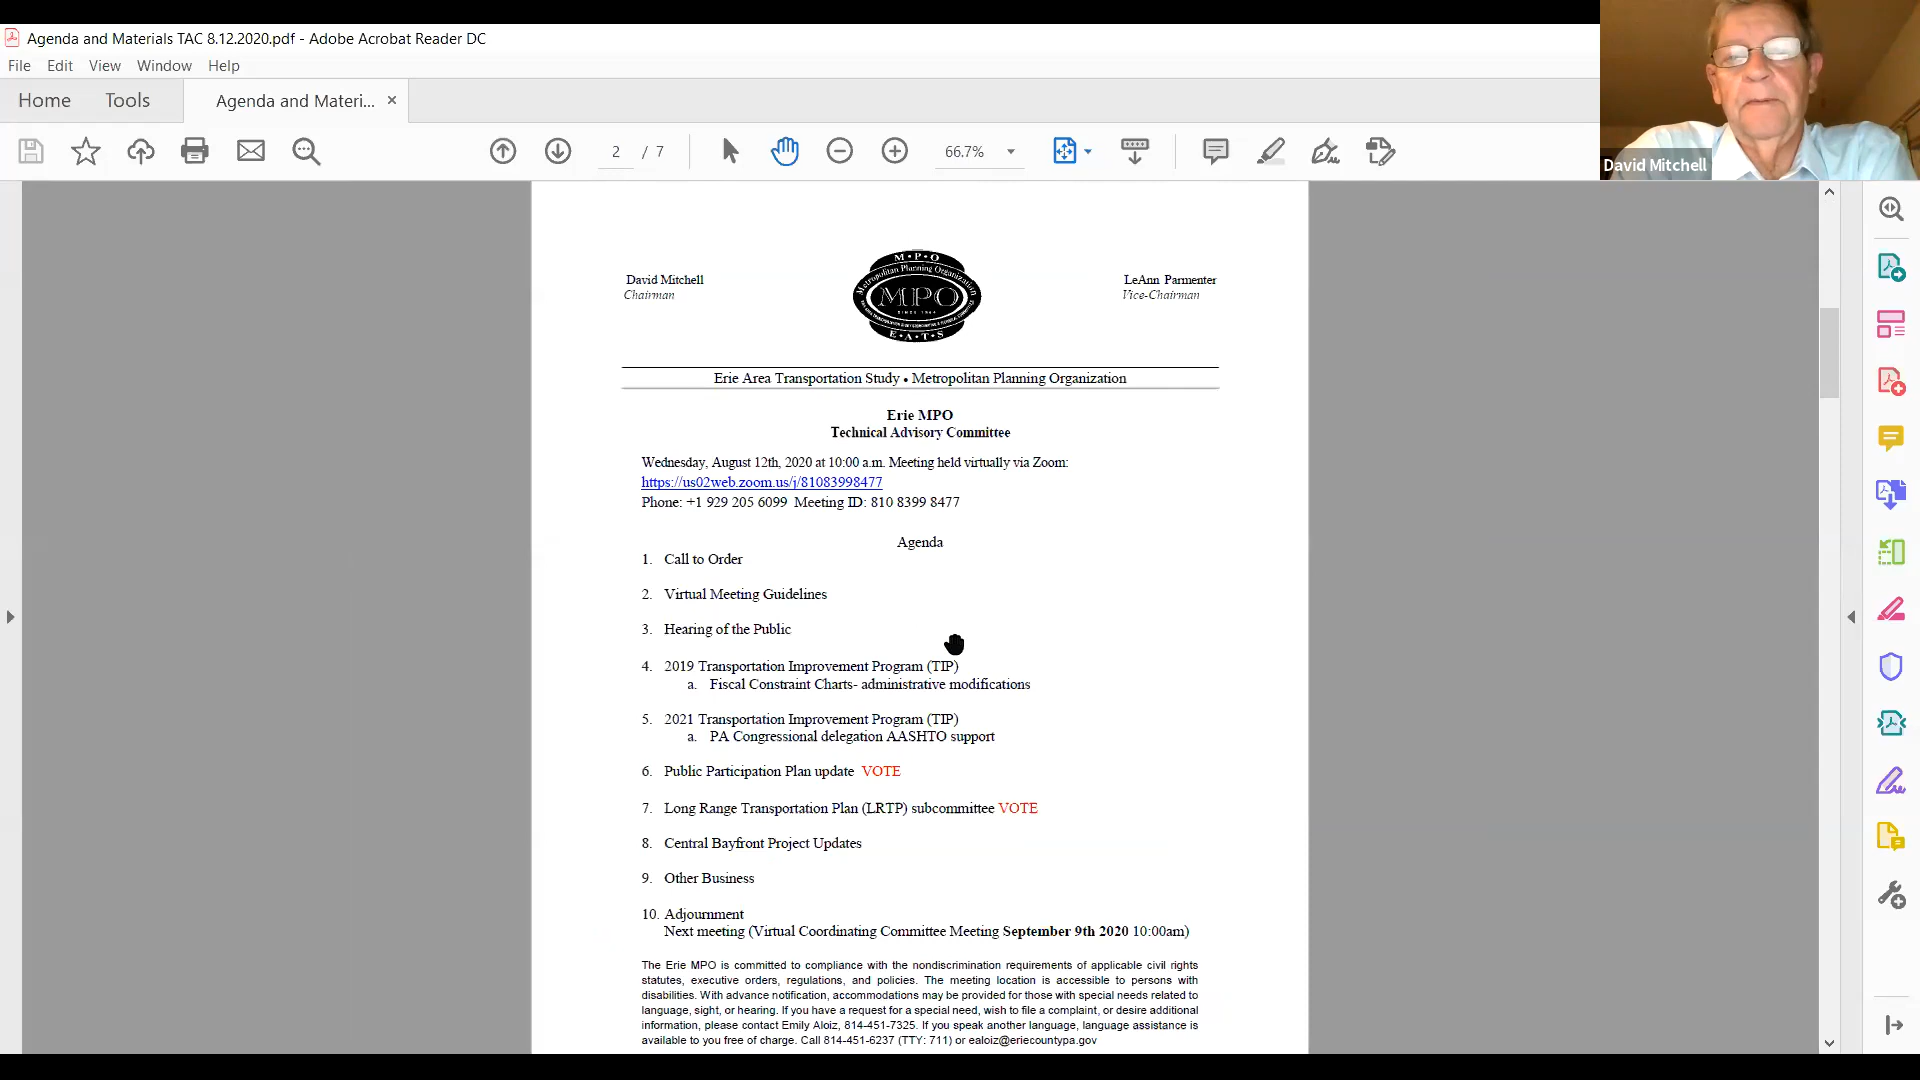 Agenda and Materials TAC 8.12.2020.pdf - Adobe Acrobat Reader DC
File Edit View Window Help
Home Tools Agenda and Materi... ×
2 / 7 66.7%
David Mitchell
David Mitchell LeAnn Parmenter
Chairman Vice-Chairman
M•P•O
Metropolitan Planning Organization
MPO
SINCE 1964
E•A•T•S
Erie Area Transportation Study • Metropolitan Planning Organization
Erie MPO
Technical Advisory Committee
Wednesday, August 12th, 2020 at 10:00 a.m. Meeting held virtually via Zoom:
https://us02web.zoom.us/j/81083998477
Phone: +1 929 205 6099 Meeting ID: 810 8399 8477
Agenda
1. Call to Order
2. Virtual Meeting Guidelines
3. Hearing of the Public
4. 2019 Transportation Improvement Program (TIP)
a. Fiscal Constraint Charts- administrative modifications
5. 2021 Transportation Improvement Program (TIP)
a. PA Congressional delegation AASHTO support
6. Public Participation Plan update VOTE
7. Long Range Transportation Plan (LRTP) subcommittee VOTE
8. Central Bayfront Project Updates
9. Other Business
10. Adjournment
Next meeting (Virtual Coordinating Committee Meeting September 9th 2020 10:00am)
The Erie MPO is committed to compliance with the nondiscrimination requirements of applicable civil rights
statutes, executive orders, regulations, and policies. The meeting location is accessible to persons with
disabilities. With advance notification, accommodations may be provided for those with special needs related to
language, sight, or hearing. If you have a request for a special need, wish to file a complaint, or desire additional
information, please contact Emily Aloiz, 814-451-7325. If you speak another language, language assistance is
available to you free of charge. Call 814-451-6237 (TTY: 711) or ealoiz@eriecountypa.gov